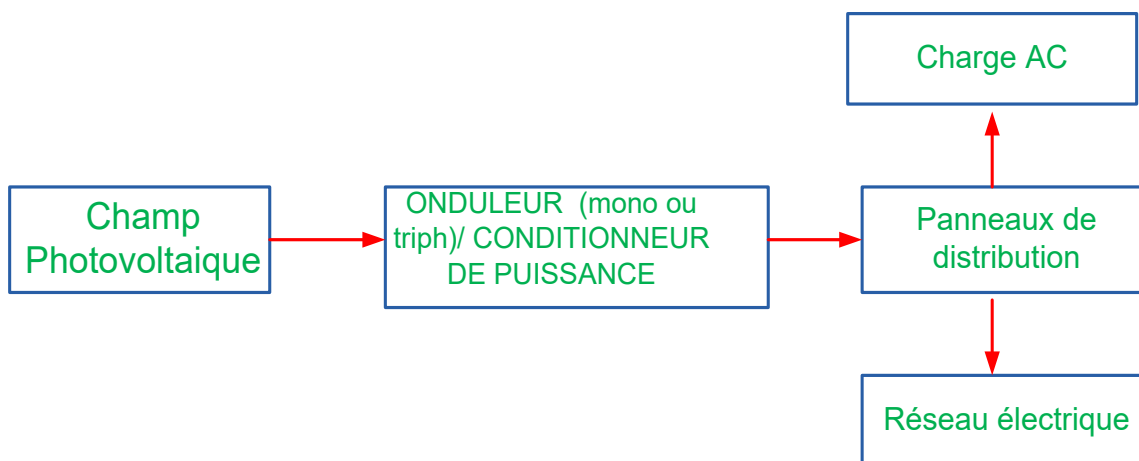 Charge AC
Champ
Photovoltaique
ONDULEUR (mono ou
triph)/ CONDITIONNEUR
DE PUISSANCE
Panneaux de
distribution
Réseau électrique